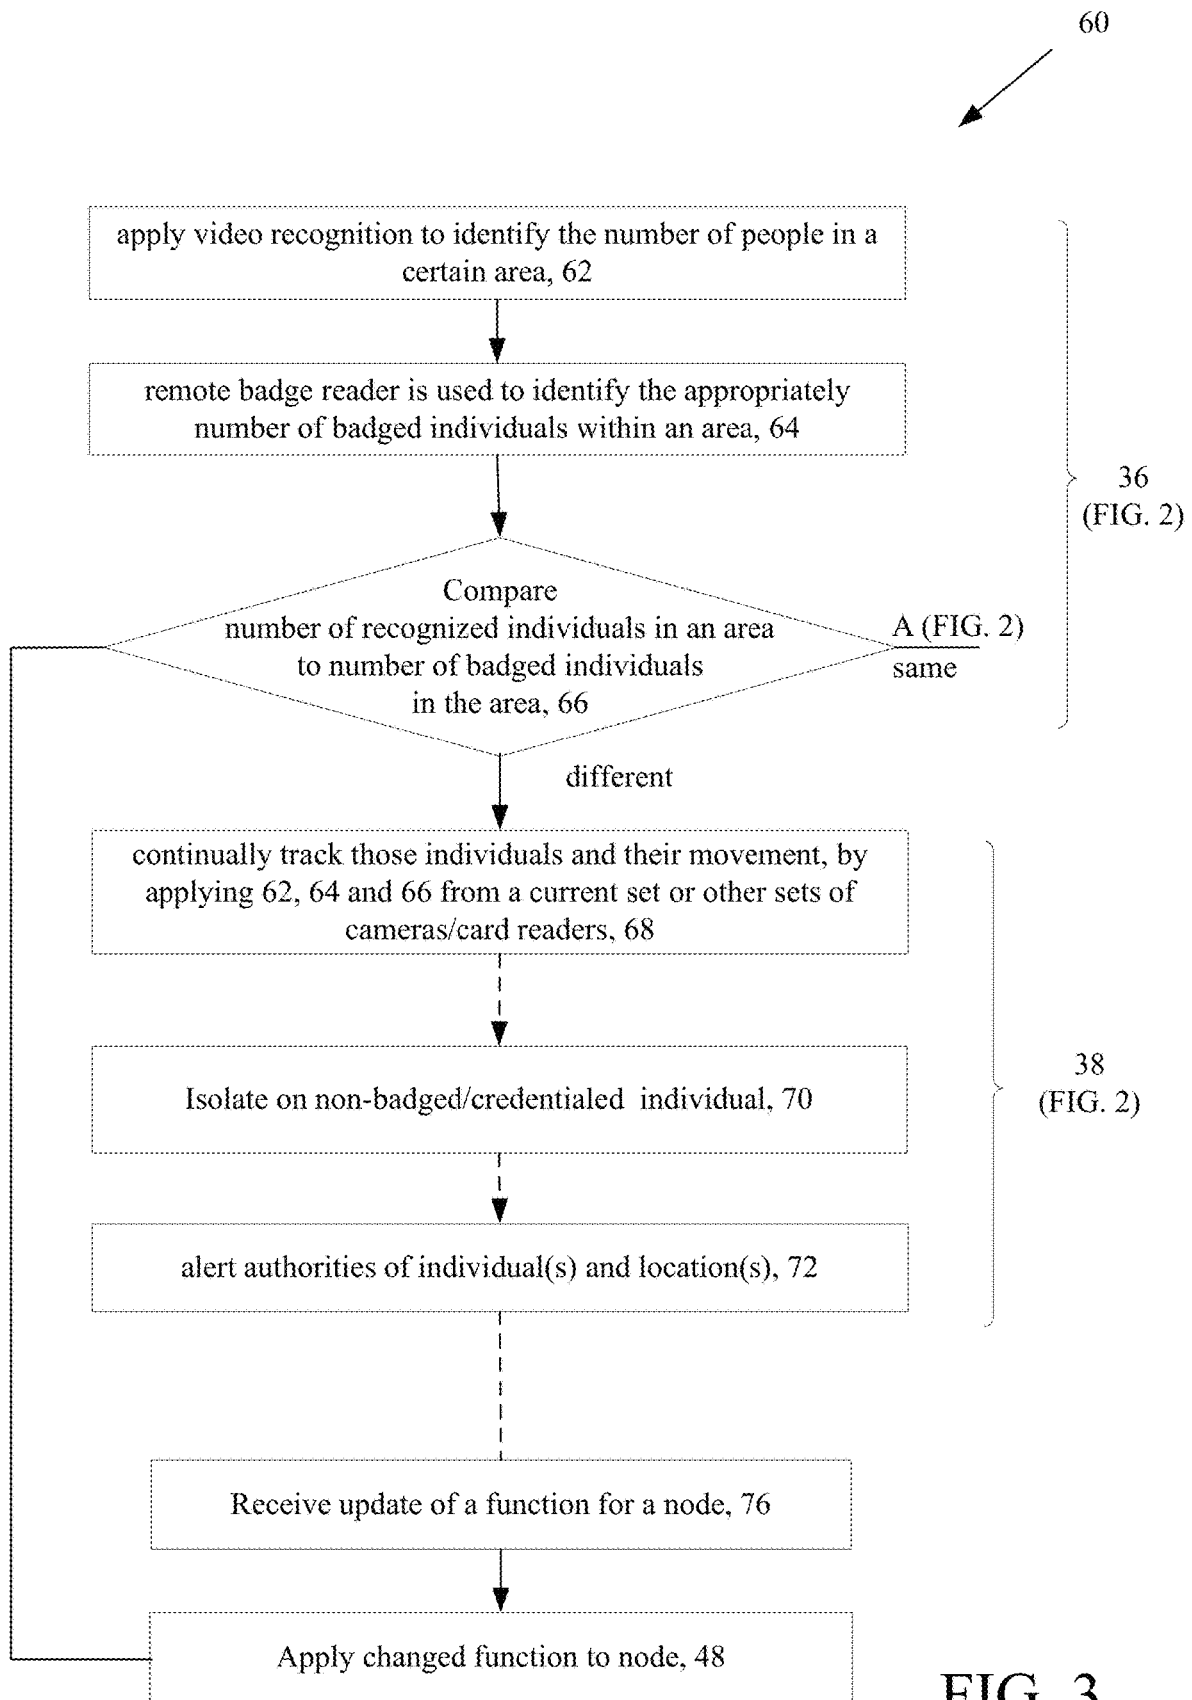 60
apply video recognition to identify the number of people in a
certain area, 62
remote badge reader is used to identify the appropriately
number of badged individuals within an area, 64
36
(FIG. 2)
Compare
number of recognized individuals in an area
to number of badged individuals
in the area, 66
A (FIG. 2)
same
different
continually track those individuals and their movement, by
applying 62, 64 and 66 from a current set or other sets of
cameras/card readers, 68
Isolate on non-badged/credentialed individual, 70
38
(FIG. 2)
alert authorities of individual(s) and location(s), 72
Receive update of a function for a node, 76
Apply changed function to node, 48
FIG. 3